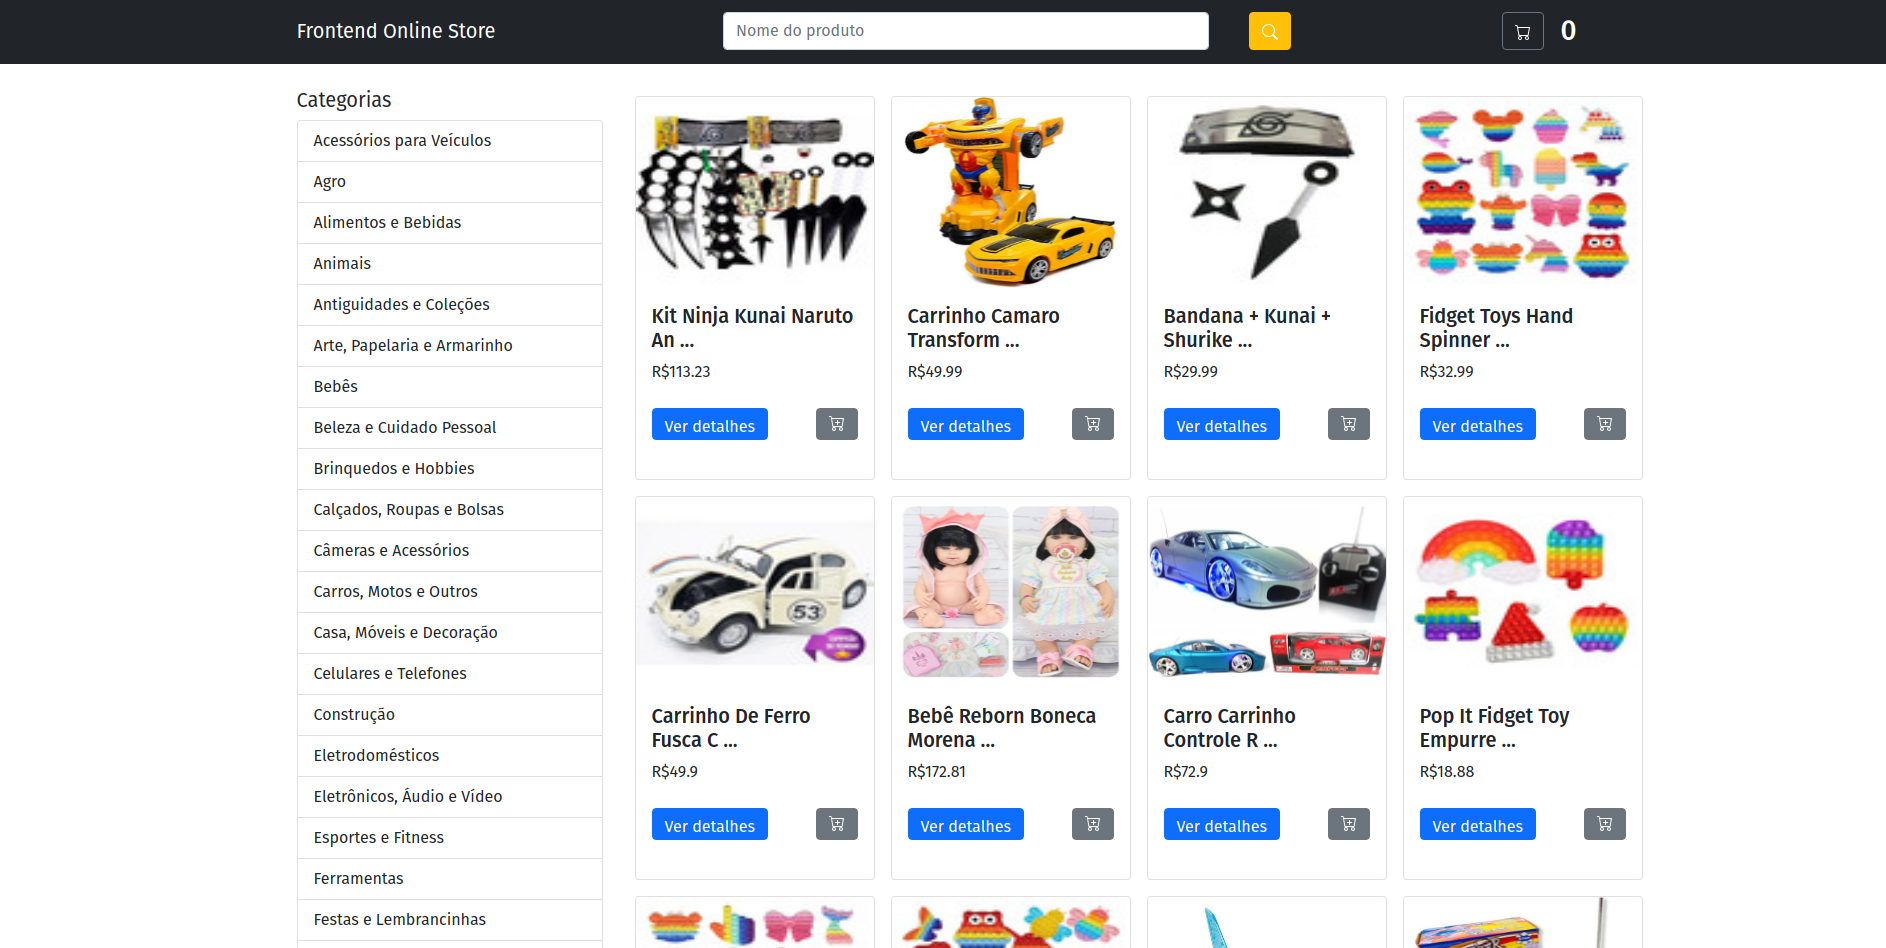 Frontend Online Store
Nome do produto
0
Categorias
Acessórios para Veículos
Agro
Alimentos e Bebidas
Animais
Antiguidades e Coleções
Arte, Papelaria e Armarinho
Bebês
Beleza e Cuidado Pessoal
Brinquedos e Hobbies
Calçados, Roupas e Bolsas
Câmeras e Acessórios
Carros, Motos e Outros
Casa, Móveis e Decoração
Celulares e Telefones
Construção
Eletrodomésticos
Eletrônicos, Áudio e Vídeo
Esportes e Fitness
Ferramentas
Festas e Lembrancinhas
Kit Ninja Kunai Naruto
An ...
R$113.23
Ver detalhes
Carrinho Camaro
Transform ...
R$49.99
Ver detalhes
Bandana + Kunai +
Shurike ...
R$29.99
Ver detalhes
Fidget Toys Hand
Spinner ...
R$32.99
Ver detalhes
53
Carrinho De Ferro
Fusca C ...
R$49.9
Ver detalhes
Bebê Reborn Boneca
Morena ...
R$172.81
Ver detalhes
Carro Carrinho
Controle R ...
R$72.9
Ver detalhes
Pop It Fidget Toy
Empurre ...
R$18.88
Ver detalhes